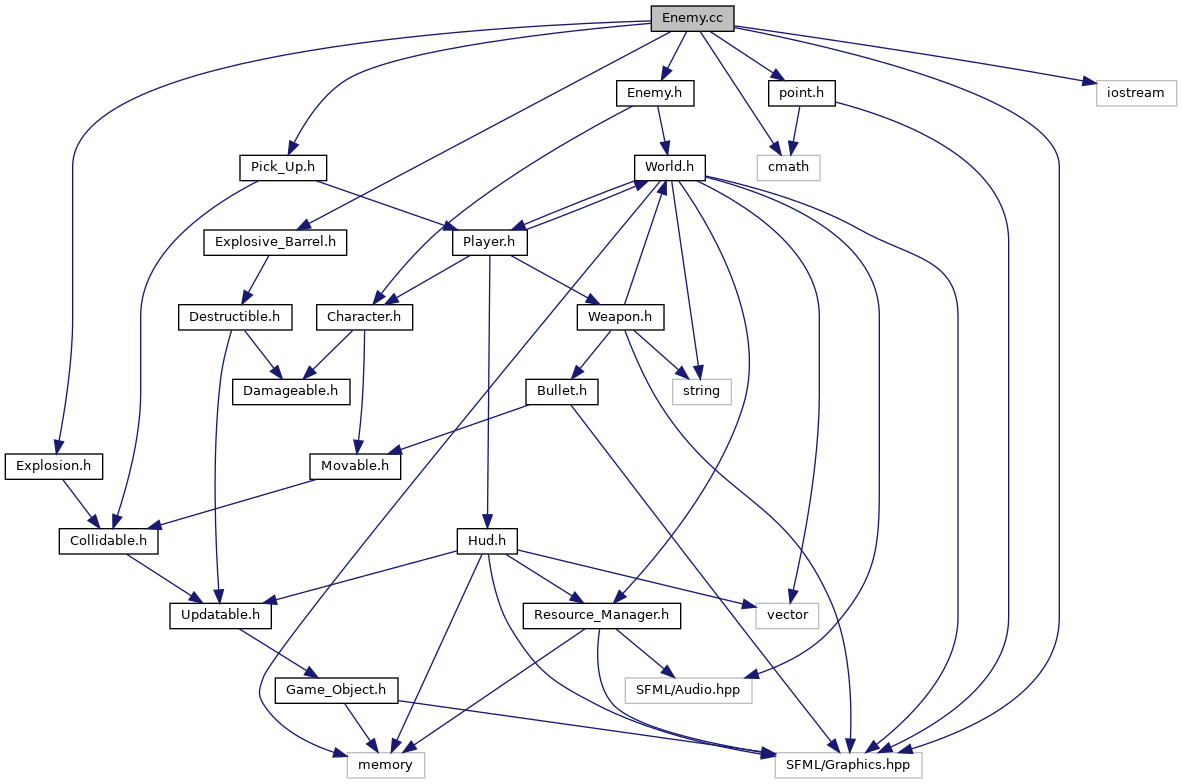 Enemy.cc
Enemy.h
point.h
iostream
Pick_Up.h
World.h
cmath
Explosive_Barrel.h
Player.h
Destructible.h
Character.h
Weapon.h
Damageable.h
Bullet.h
string
Explosion.h
Movable.h
Collidable.h
Hud.h
Updatable.h
Resource_Manager.h
vector
Game_Object.h
SFML/Audio.hpp
memory
SFML/Graphics.hpp